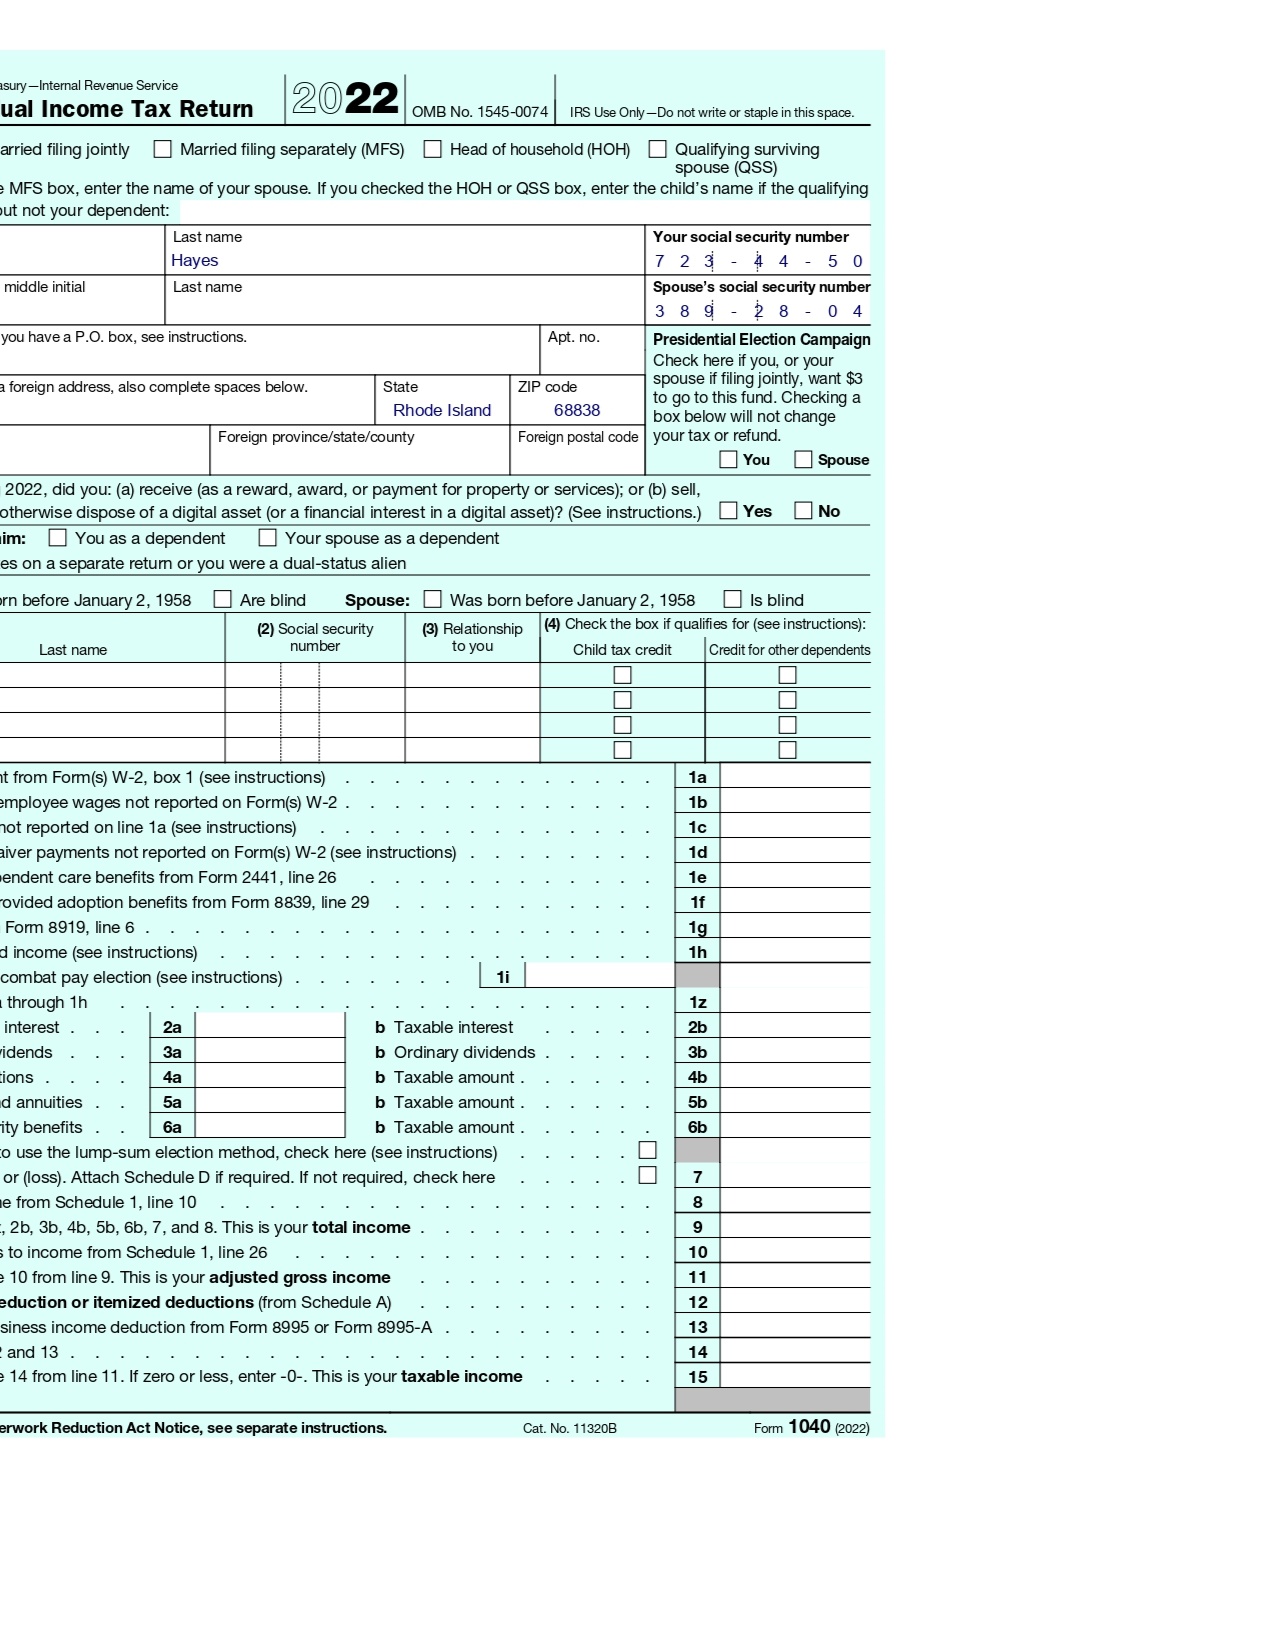 asury—Internal Revenue Service
ual Income Tax Return 2022 OMB No. 1545-0074 IRS Use Only—Do not write or staple in this space.
arried filing jointly Married filing separately (MFS) Head of household (HOH) Qualifying surviving
spouse (QSS)
e MFS box, enter the name of your spouse. If you checked the HOH or QSS box, enter the child's name if the qualifying
out not your dependent:
Last name Your social security number
Hayes 7 2 3 - 4 4 - 5 0
middle initial Last name Spouse's social security number
3 8 9 - 2 8 - 0 4
you have a P.O. box, see instructions. Apt. no. Presidential Election Campaign
Check here if you, or your
spouse if filing jointly, want $3
to go to this fund. Checking a
box below will not change
your tax or refund.
You Spouse
a foreign address, also complete spaces below. State ZIP code
Rhode Island 68838
Foreign province/state/county Foreign postal code
2022, did you: (a) receive (as a reward, award, or payment for property or services); or (b) sell,
otherwise dispose of a digital asset (or a financial interest in a digital asset)? (See instructions.) Yes No
aim: You as a dependent Your spouse as a dependent
es on a separate return or you were a dual-status alien
orn before January 2, 1958 Are blind Spouse: Was born before January 2, 1958 Is blind
Last name (2) Social security number (3) Relationship to you (4) Check the box if qualifies for (see instructions):
Child tax credit Credit for other dependents
nt from Form(s) W-2, box 1 (see instructions) . . . . . . . . . . . . . 1a
employee wages not reported on Form(s) W-2 . . . . . . . . . . . . . 1b
not reported on line 1a (see instructions) . . . . . . . . . . . . . . 1c
aiver payments not reported on Form(s) W-2 (see instructions) . . . . . . . . 1d
pendent care benefits from Form 2441, line 26 . . . . . . . . . . . . 1e
rovided adoption benefits from Form 8839, line 29 . . . . . . . . . . . 1f
Form 8919, line 6 . . . . . . . . . . . . . . . . . . . . . 1g
d income (see instructions) . . . . . . . . . . . . . . . . . . 1h
combat pay election (see instructions) . . . . . . . 1i
a through 1h . . . . . . . . . . . . . . . . . . . . . . 1z
interest . . . 2a b Taxable interest . . . . . 2b
vidends . . . 3a b Ordinary dividends . . . . . 3b
tions . . . . 4a b Taxable amount . . . . . . 4b
nd annuities . . 5a b Taxable amount . . . . . . 5b
rity benefits . . 6a b Taxable amount . . . . . . 6b
to use the lump-sum election method, check here (see instructions) . . . . .
or (loss). Attach Schedule D if required. If not required, check here . . . . . 7
ne from Schedule 1, line 10 . . . . . . . . . . . . . . . . . . 8
z, 2b, 3b, 4b, 5b, 6b, 7, and 8. This is your total income . . . . . . . . . . 9
s to income from Schedule 1, line 26 . . . . . . . . . . . . . . . 10
e 10 from line 9. This is your adjusted gross income . . . . . . . . . . 11
eduction or itemized deductions (from Schedule A) . . . . . . . . . . 12
siness income deduction from Form 8995 or Form 8995-A . . . . . . . . . 13
2 and 13 . . . . . . . . . . . . . . . . . . . . . . . . 14
e 14 from line 11. If zero or less, enter -0-. This is your taxable income . . . . . 15
erwork Reduction Act Notice, see separate instructions. Cat. No. 11320B Form 1040 (2022)